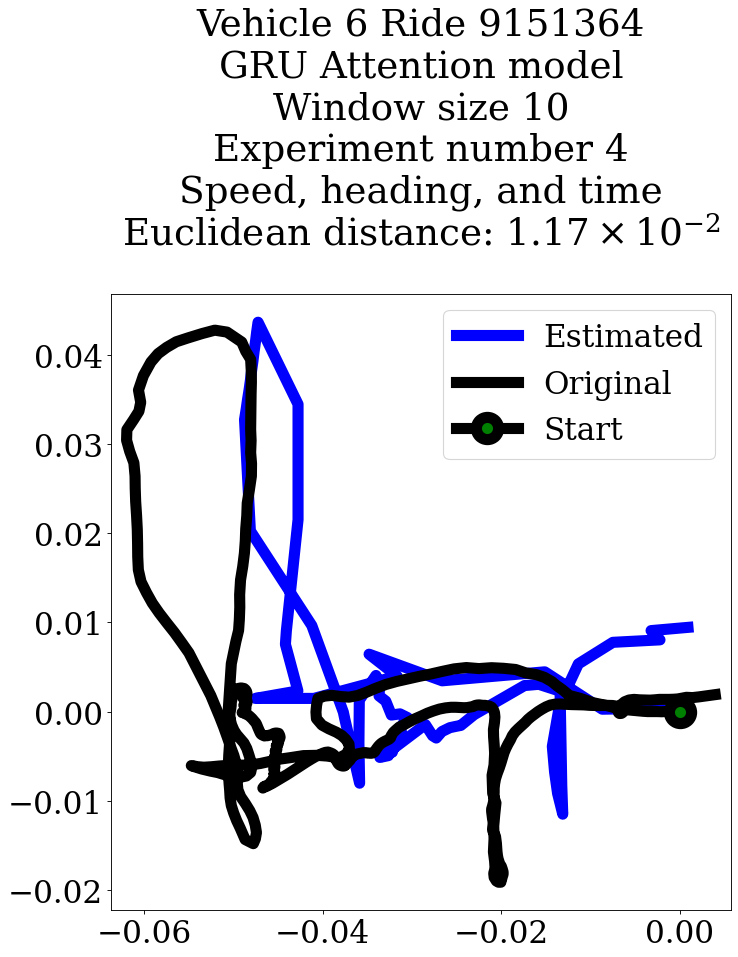 Vehicle 6 Ride 9151364
GRU Attention model
Window size 10
Experiment number 4
Speed, heading, and time
Euclidean distance: 1.17 × 10⁻²
Estimated
Original
Start
0.04
0.03
0.02
0.01
0.00
−0.01
−0.02
−0.06 −0.04 −0.02 0.00